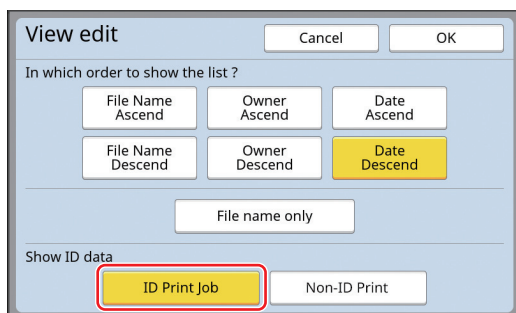 View edit
Cancel
OK
In which order to show the list ?
File Name
Ascend
Owner
Ascend
Date
Ascend
File Name
Descend
Owner
Descend
Date
Descend
File name only
Show ID data
ID Print Job
Non-ID Print